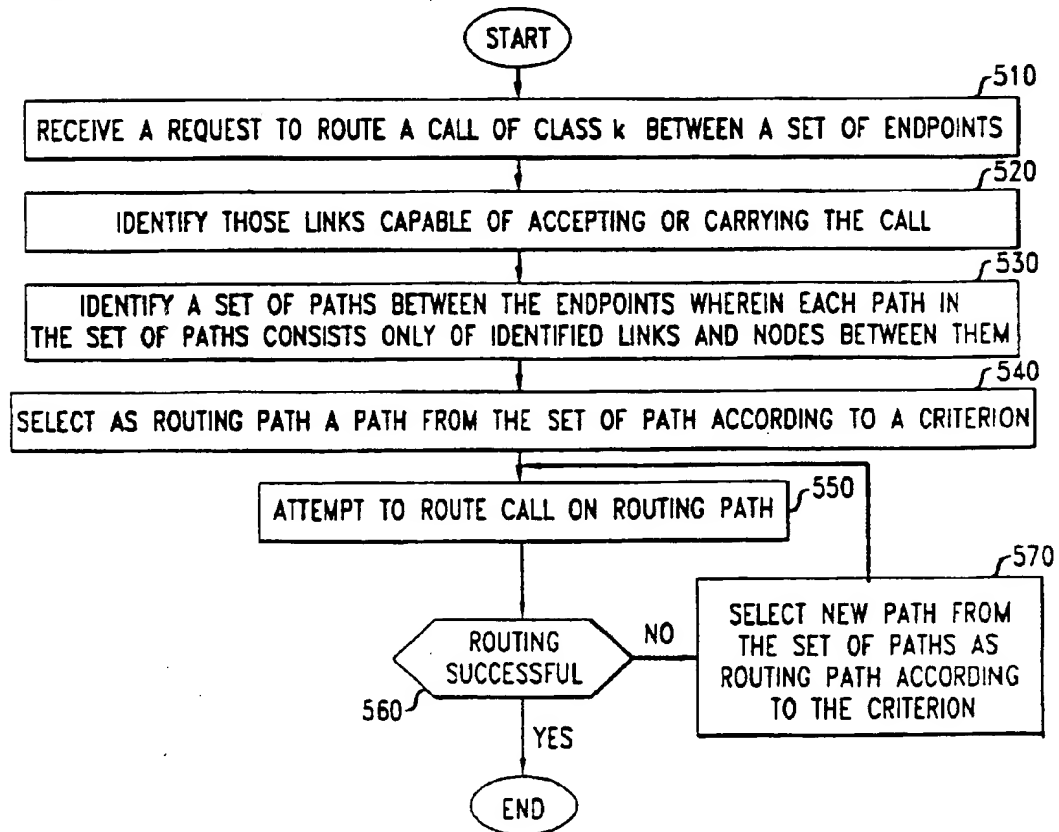 START
510
RECEIVE A REQUEST TO ROUTE A CALL OF CLASS k BETWEEN A SET OF ENDPOINTS
520
IDENTIFY THOSE LINKS CAPABLE OF ACCEPTING OR CARRYING THE CALL
530
IDENTIFY A SET OF PATHS BETWEEN THE ENDPOINTS WHEREIN EACH PATH IN
THE SET OF PATHS CONSISTS ONLY OF IDENTIFIED LINKS AND NODES BETWEEN THEM
540
SELECT AS ROUTING PATH A PATH FROM THE SET OF PATH ACCORDING TO A CRITERION
550
ATTEMPT TO ROUTE CALL ON ROUTING PATH
560
ROUTING
SUCCESSFUL
NO
570
SELECT NEW PATH FROM
THE SET OF PATHS AS
ROUTING PATH ACCORDING
TO THE CRITERION
YES
END